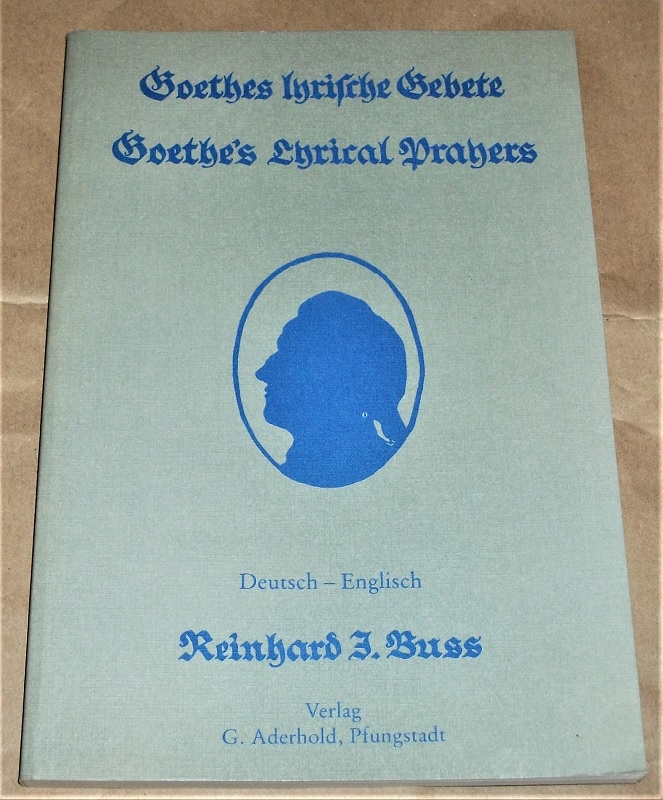 Goethes lyriſche Gebete
Goethe's Lyrical Prayers
Deutsch – Englisch
Reinhard J. Buss
Verlag
G. Aderhold, Pfungstadt